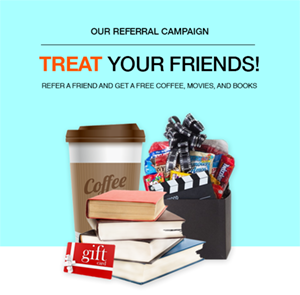 OUR REFERRAL CAMPAIGN
TREAT YOUR FRIENDS!
REFER A FRIEND AND GET A FREE COFFEE, MOVIES, AND BOOKS
Coffee
gift
card